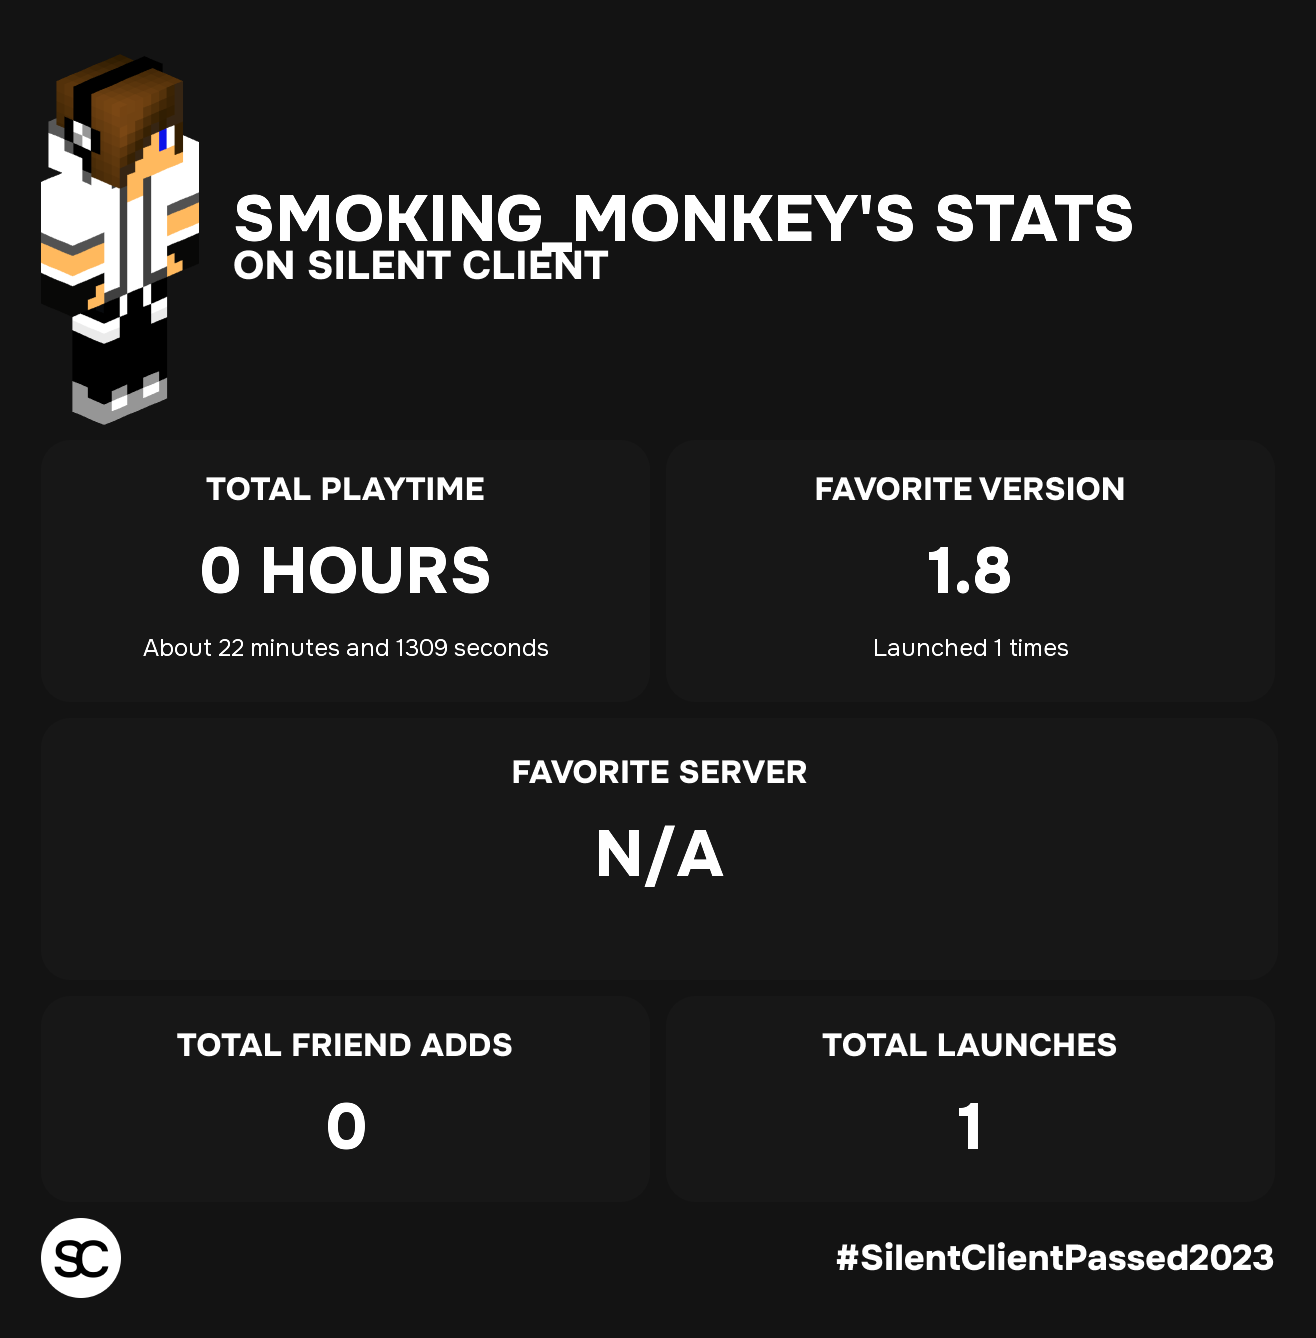 SMOKING_MONKEY'S STATS
ON SILENT CLIENT
TOTAL PLAYTIME
0 HOURS
About 22 minutes and 1309 seconds
FAVORITE VERSION
1.8
Launched 1 times
FAVORITE SERVER
N/A
TOTAL FRIEND ADDS
0
TOTAL LAUNCHES
1
SC
#SilentClientPassed2023